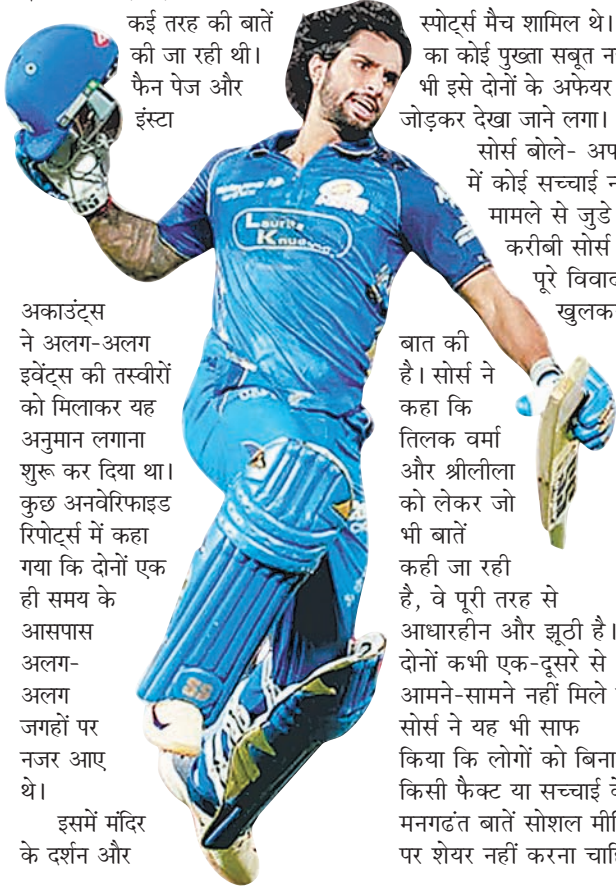 कई तरह की बातें
की जा रही थी।
फैन पेज और
इंस्टा
अकाउंट्स
ने अलग-अलग
इवेंट्स की तस्वीरों
को मिलाकर यह
अनुमान लगाना
शुरू कर दिया था।
कुछ अनवेरिफाइड
रिपोर्ट्स में कहा
गया कि दोनों एक
ही समय के
आसपास
अलग-
अलग
जगहों पर
नजर आए
थे।
इसमें मंदिर
के दर्शन और
स्पोर्ट्स मैच शामिल थे।
का कोई पुख्ता सबूत न
भी इसे दोनों के अफेयर
जोड़कर देखा जाने लगा।
सोर्स बोले- अप
में कोई सच्चाई न
मामले से जुडे
करीबी सोर्स
पूरे विवाद
खुलक
बात की
है। सोर्स ने
कहा कि
तिलक वर्मा
और श्रीलीला
को लेकर जो
भी बातें
कही जा रही
है, वे पूरी तरह से
आधारहीन और झूठी है।
दोनों कभी एक-दूसरे से
आमने-सामने नहीं मिले
सोर्स ने यह भी साफ
किया कि लोगों को बिना
किसी फैक्ट या सच्चाई के
मनगढंत बातें सोशल मी
पर शेयर नहीं करना चाहि
Laurits
SS